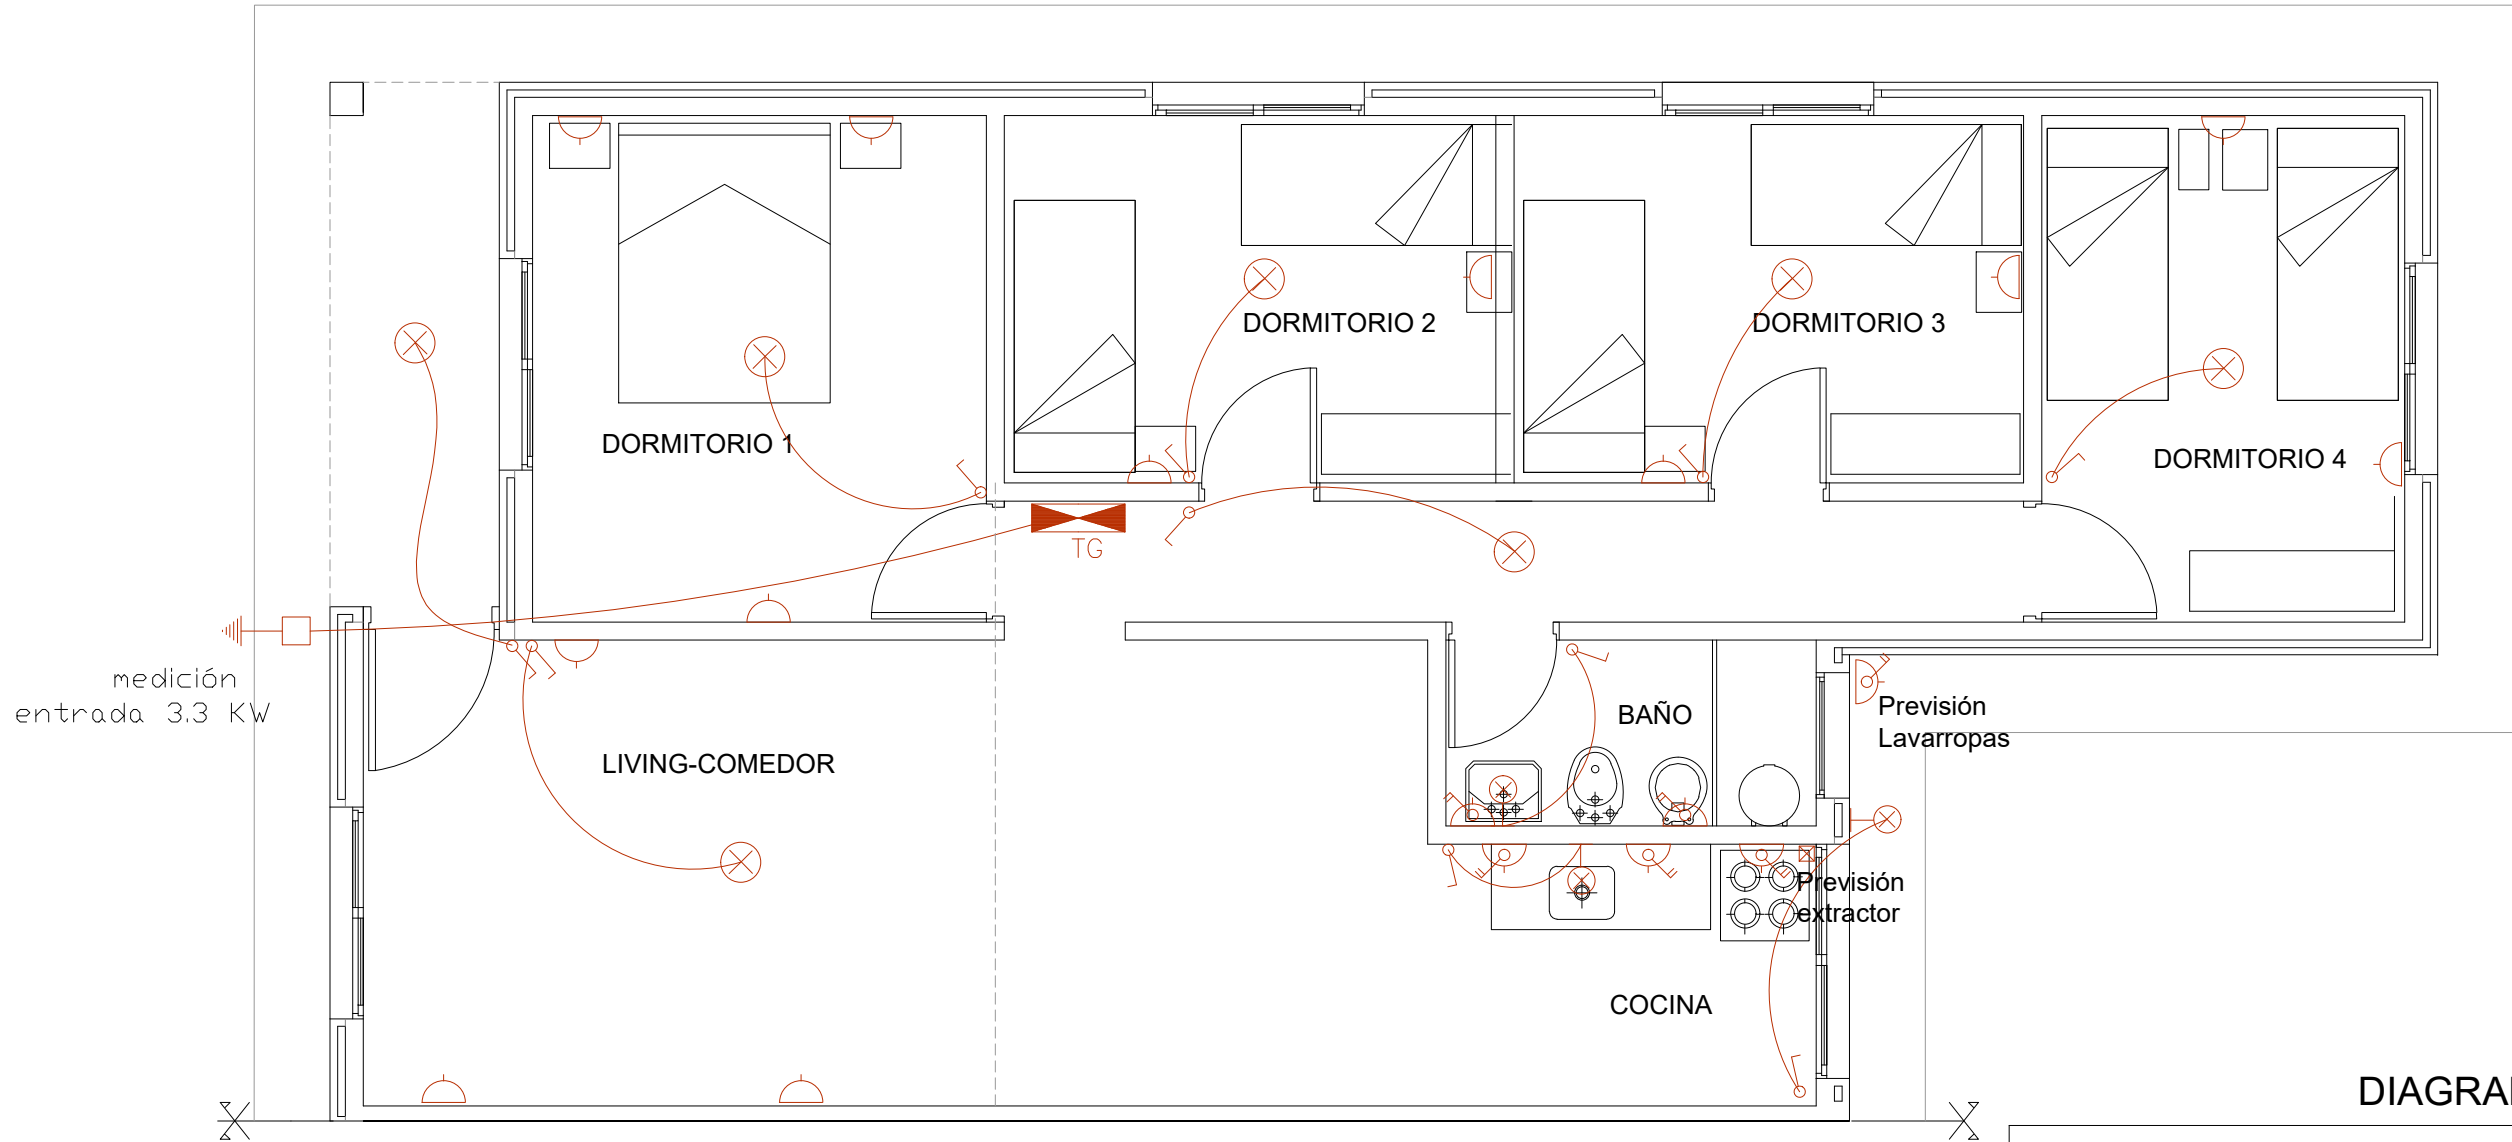 DORMITORIO 2
DORMITORIO 3
DORMITORIO 1
DORMITORIO 4
TG
medición
entrada 3.3 KW
Previsión
Lavarropas
BAÑO
LIVING-COMEDOR
Previsión
extractor
COCINA